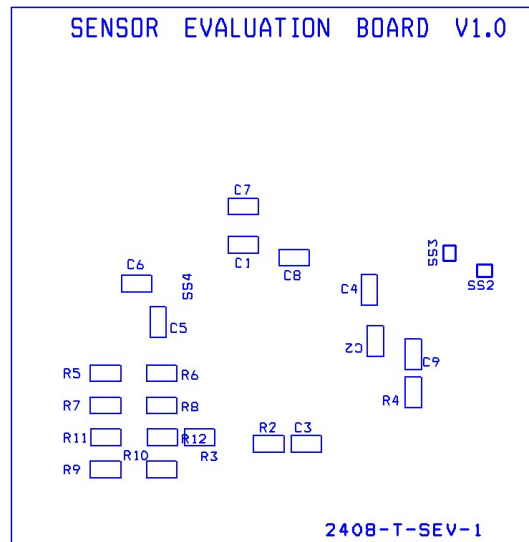 SENSOR EVALUATION BOARD V1.0
C7
C1
C8
SS3
SS2
C6
SS4
C4
C5
C2
C9
R5
R6
R7
R8
R4
R11
R12
R3
R2
C3
R9
R10
2408-T-SEV-1